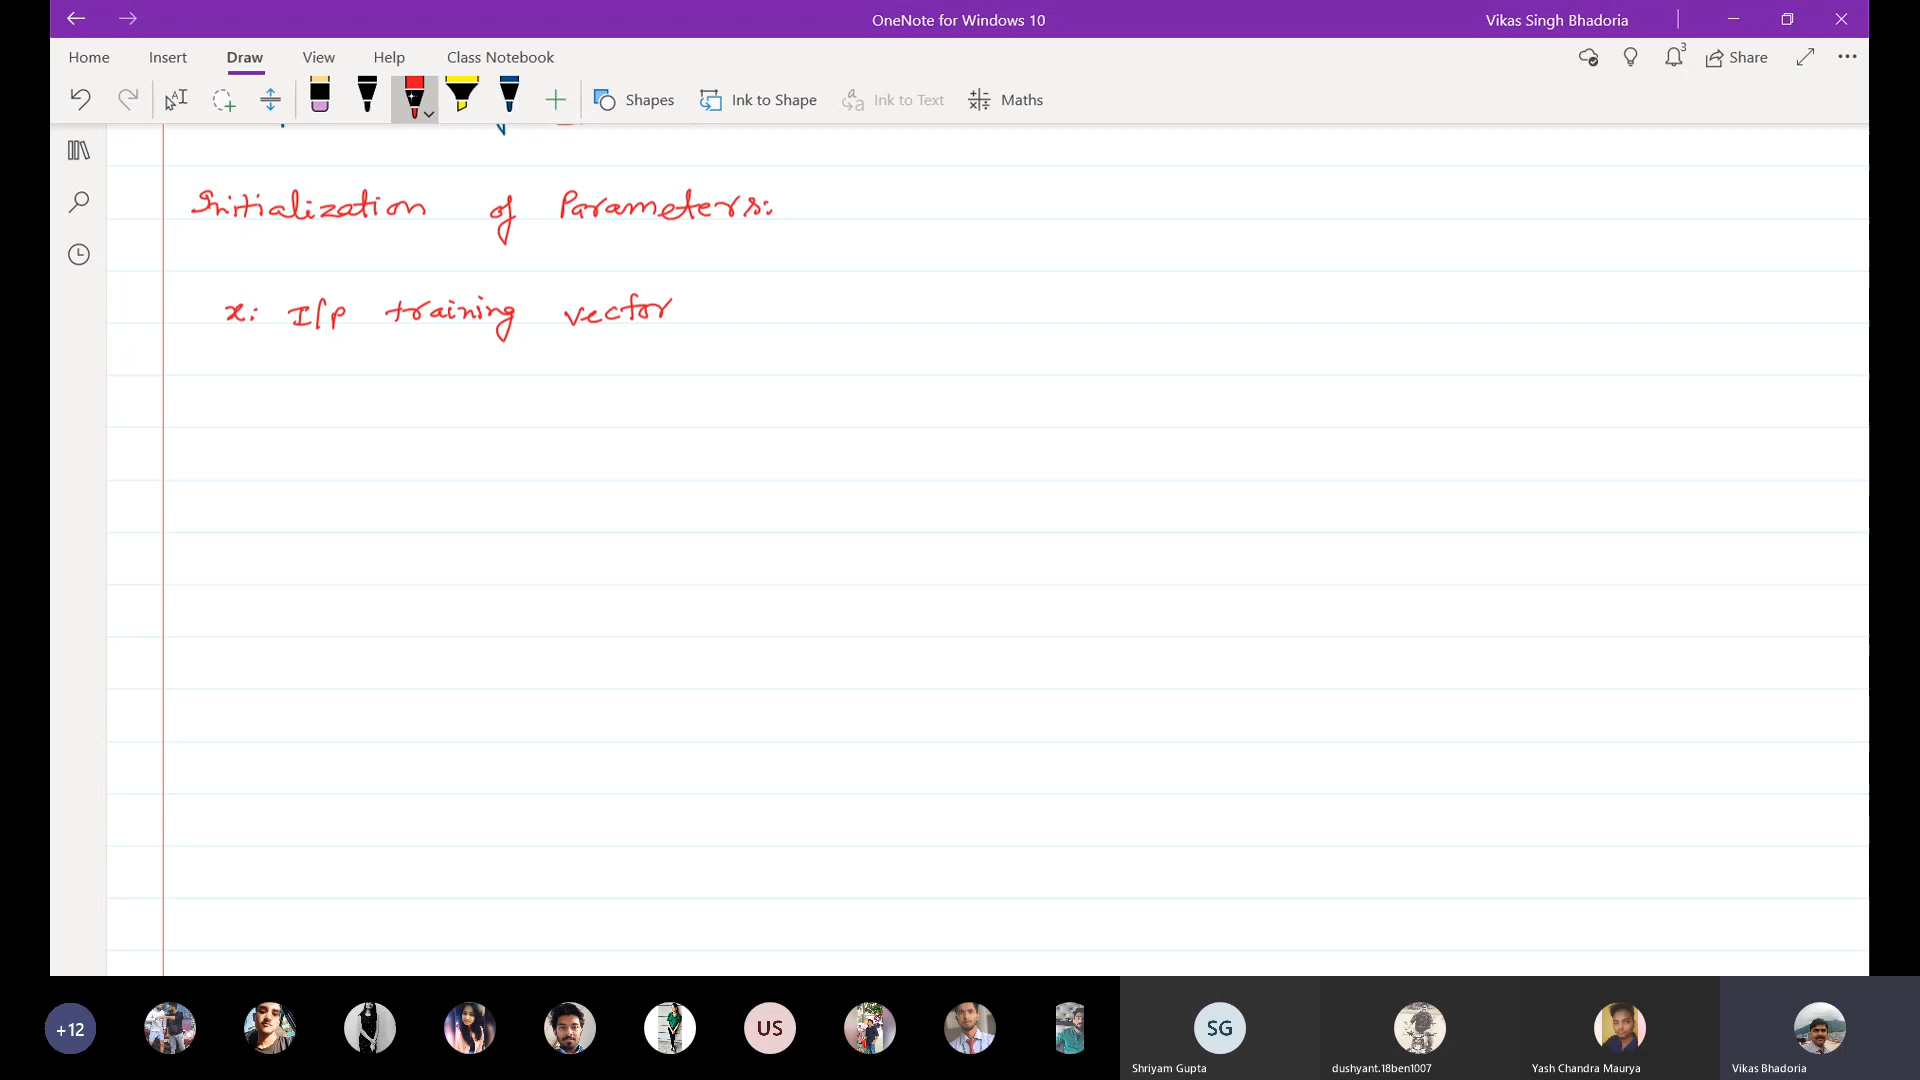 OneNote for Windows 10
Vikas Singh Bhadoria
Home Insert Draw View Help Class Notebook
3
Share
Shapes Ink to Shape Ink to Text Maths
Initialization of Parameters:
x: I/p training vector
+12
US
SG
Shriyam Gupta
dushyant.18ben1007
Yash Chandra Maurya
Vikas Bhadoria